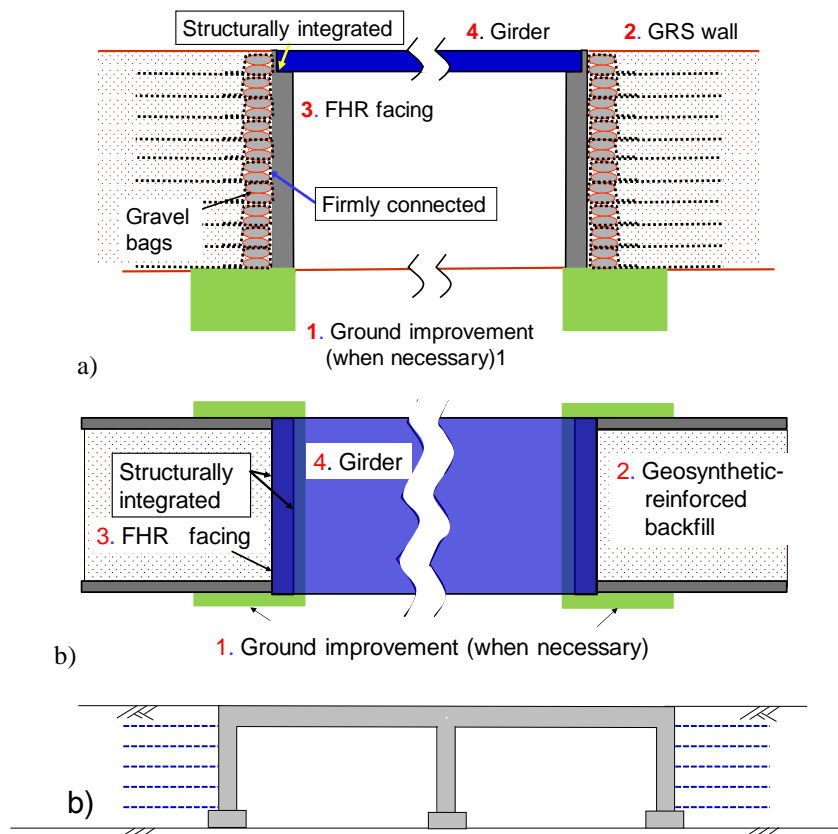 Structurally integrated
4. Girder
2. GRS wall
3. FHR facing
Firmly connected
Gravel
bags
1. Ground improvement
(when necessary)1
a)
4. Girder
Structurally
integrated
2. Geosynthetic-
reinforced
backfill
3. FHR facing
1. Ground improvement (when necessary)
b)
b)